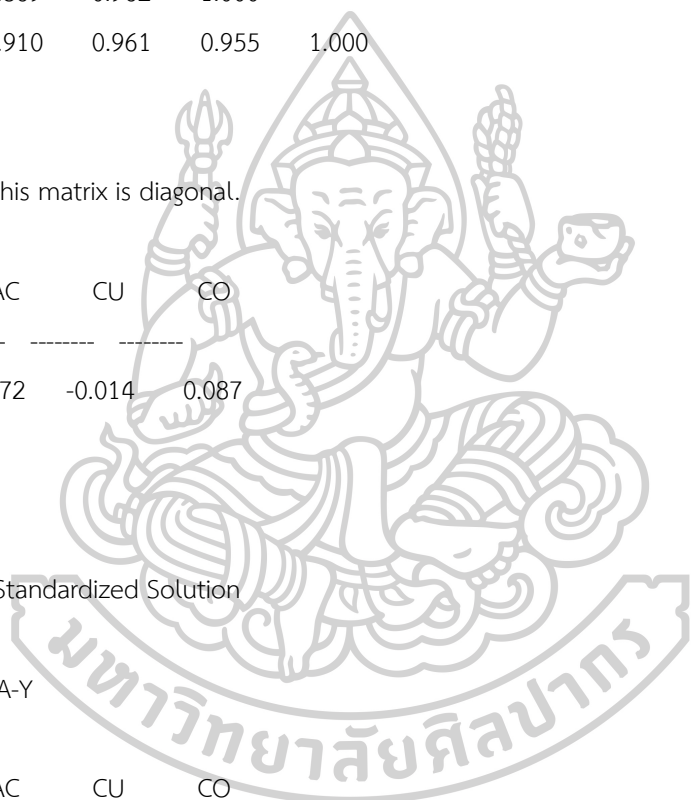 .910 0.961 0.955 1.000
his matrix is diagonal.
AC CU CO
- -------- --------
72 -0.014 0.087
Standardized Solution
A-Y
AC CU CO
มหาวิทยาลัยศิลปากร